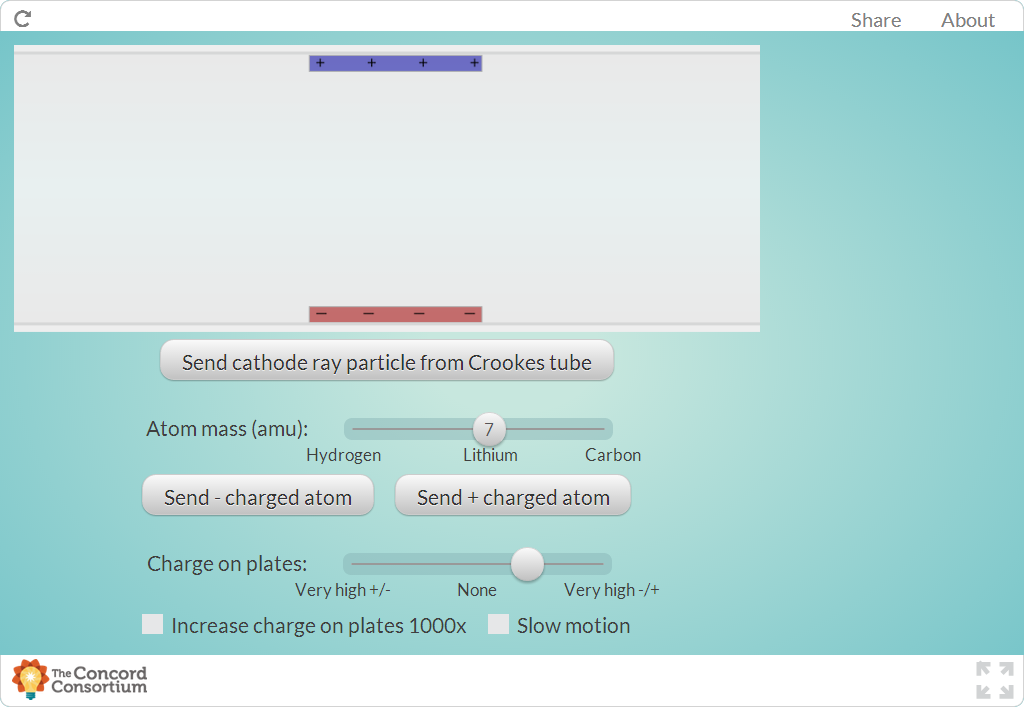 Share About
+ + + +
− − − −
Send cathode ray particle from Crookes tube
Atom mass (amu):
7
Hydrogen Lithium Carbon
Send - charged atom Send + charged atom
Charge on plates:
Very high +/- None Very high -/+
Increase charge on plates 1000x Slow motion
The Concord
Consortium